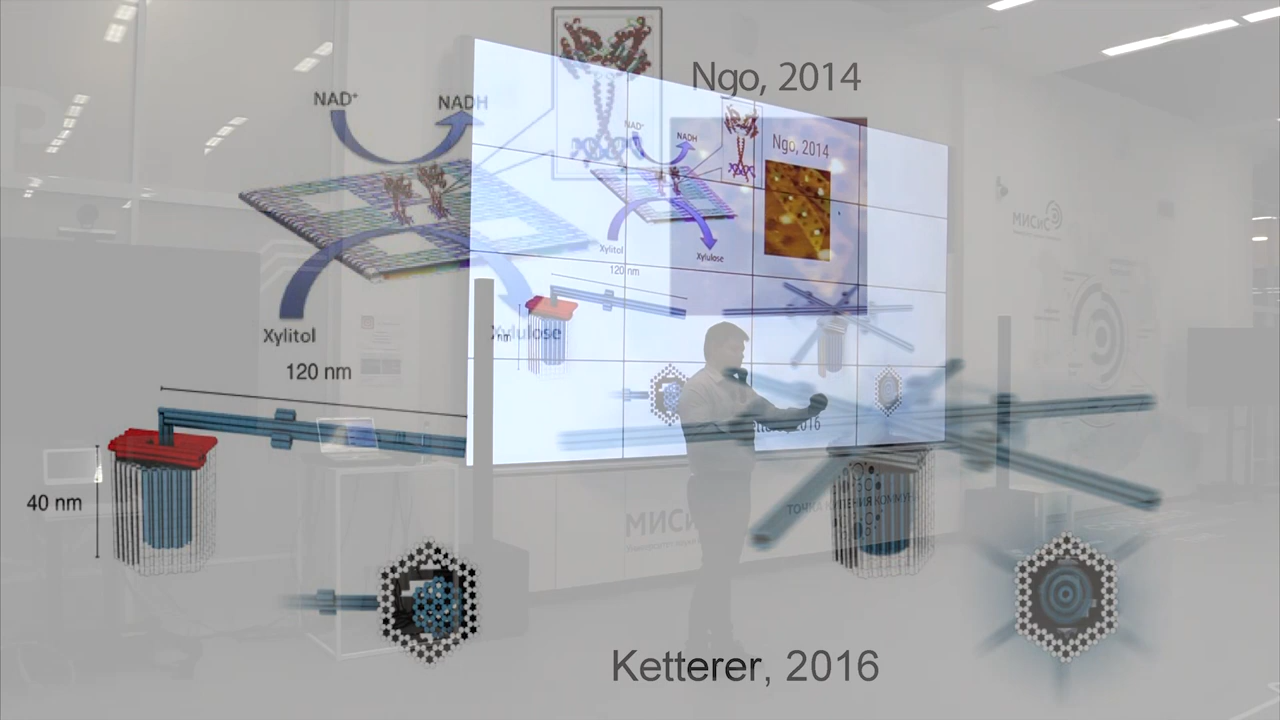 Ngo, 2014
NAD⁺
NADH
Xylitol
Xylulose
120 nm
40 nm
Ketterer, 2016
NAD⁺
NADH
Ngo, 2014
Xylitol
Xylulose
120 nm
nm
МИСиС